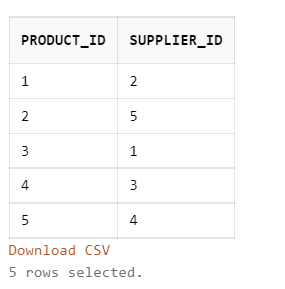 PRODUCT_ID SUPPLIER_ID
1 2
2 5
3 1
4 3
5 4
Download CSV
5 rows selected.